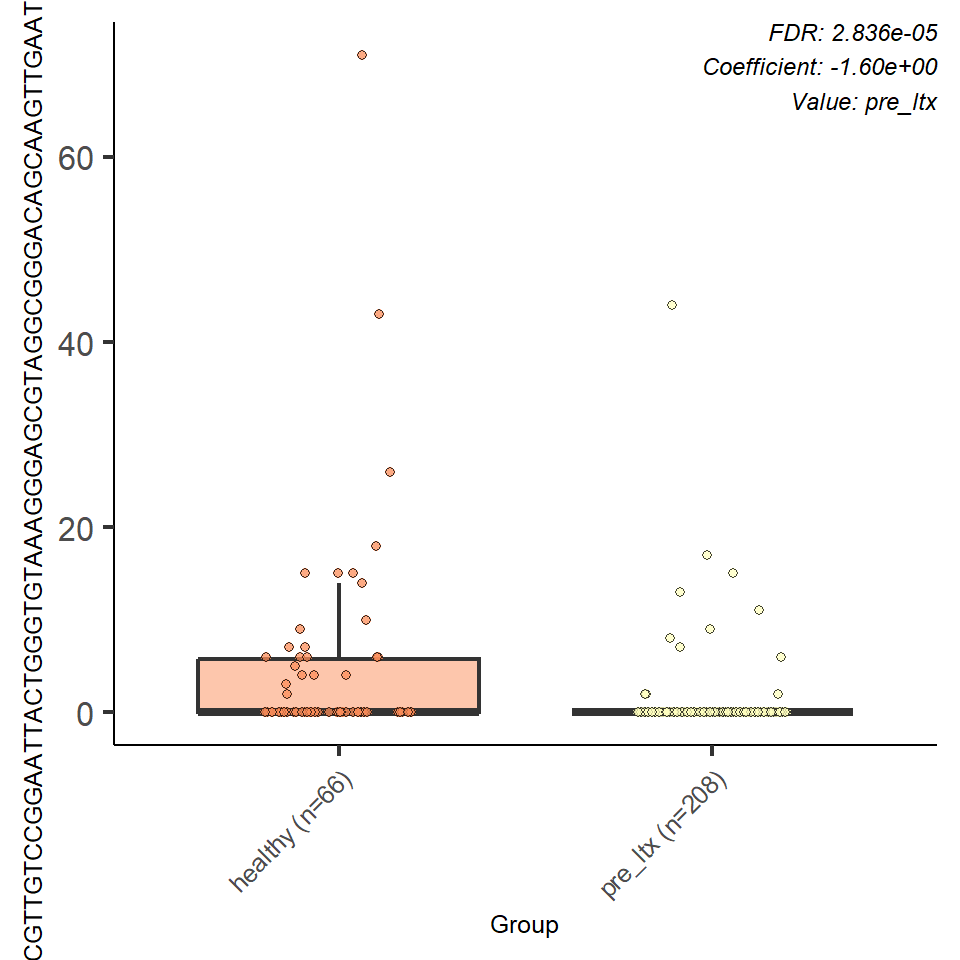 FDR: 2.836e-05
Coefficient: -1.60e+00
Value: pre_ltx
CGTTGTCCGGAATTACTGGGTGTAAAGGGAGCGTAGGCGGGACAGCAAGTTGAAT
60
40
20
0
healthy (n=66)
pre_ltx (n=208)
Group